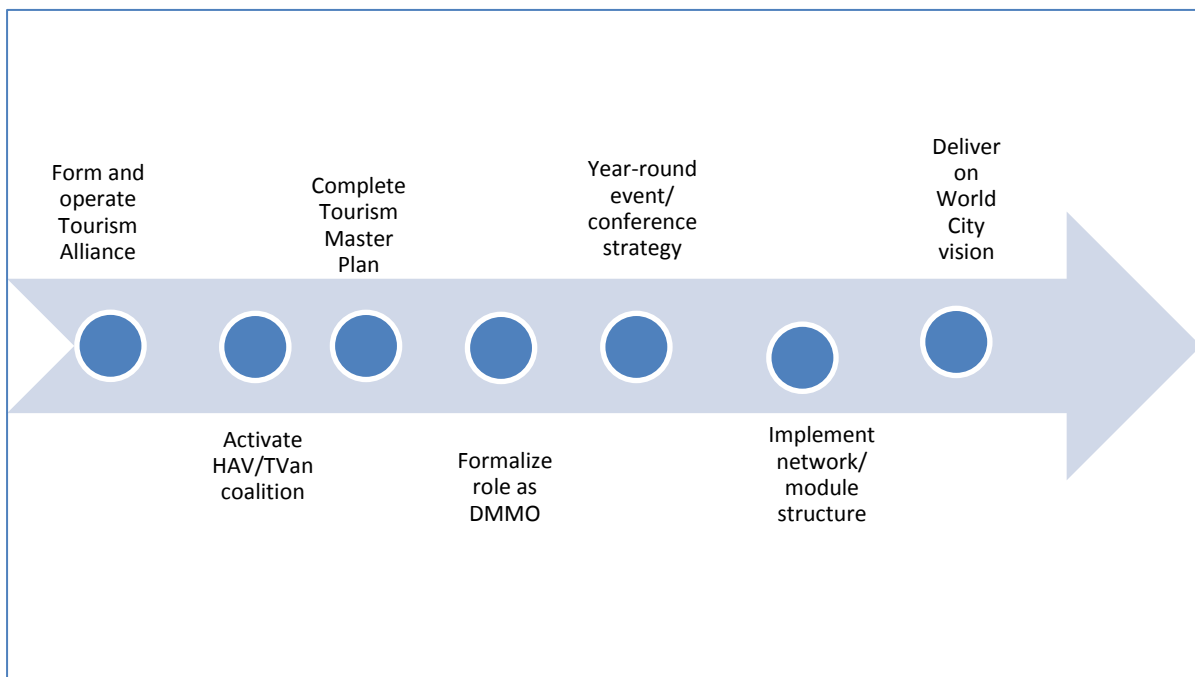 Form and
operate
Tourism
Alliance
Activate
HAV/TVan
coalition
Complete
Tourism
Master
Plan
Formalize
role as
DMMO
Year-round
event/
conference
strategy
Implement
network/
module
structure
Deliver
on
World
City
vision